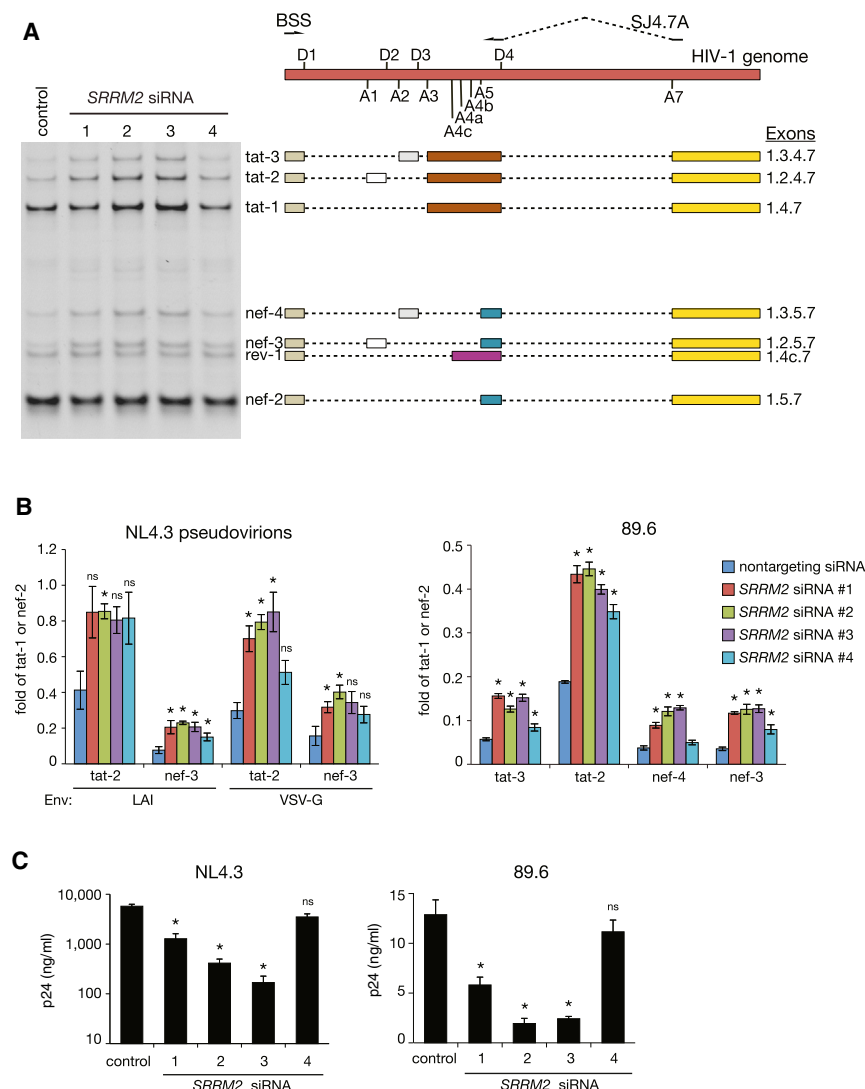 A
control
SRRM2 siRNA
1 2 3 4
BSS
SJ4.7A
D1 D2 D3 D4 HIV-1 genome
A1 A2 A3 A5 A7
A4b
A4a
A4c
Exons
tat-3 1.3.4.7
tat-2 1.2.4.7
tat-1 1.4.7
nef-4 1.3.5.7
nef-3 1.2.5.7
rev-1 1.4c.7
nef-2 1.5.7
B
NL4.3 pseudovirions
fold of tat-1 or nef-2
1.2
1.0
0.8
0.6
0.4
0.2
0
ns * ns ns
* * * *
* * * ns
* * ns ns
tat-2 nef-3 tat-2 nef-3
Env: LAI VSV-G
89.6
fold of tat-1 or nef-2
0.5
0.4
0.3
0.2
0.1
0
* * * *
* * * *
* * *
* * * *
tat-3 tat-2 nef-4 nef-3
nontargeting siRNA
SRRM2 siRNA #1
SRRM2 siRNA #2
SRRM2 siRNA #3
SRRM2 siRNA #4
C
NL4.3
p24 (ng/ml)
10,000
1,000
100
10
* * * ns
control 1 2 3 4
SRRM2 siRNA
89.6
p24 (ng/ml)
15
10
5
0
* * * ns
control 1 2 3 4
SRRM2 siRNA